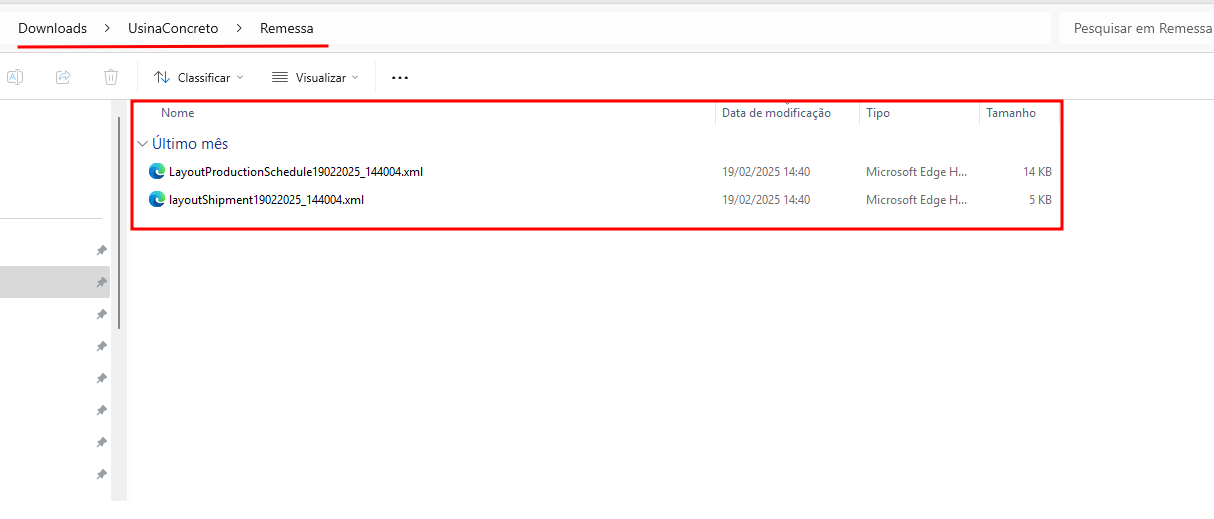 Downloads > UsinaConcreto > Remessa Pesquisar em Remessa
Classificar Visualizar
Nome Data de modificação Tipo Tamanho
Último mês
LayoutProductionSchedule19022025_144004.xml 19/02/2025 14:40 Microsoft Edge H... 14 KB
layoutShipment19022025_144004.xml 19/02/2025 14:40 Microsoft Edge H... 5 KB